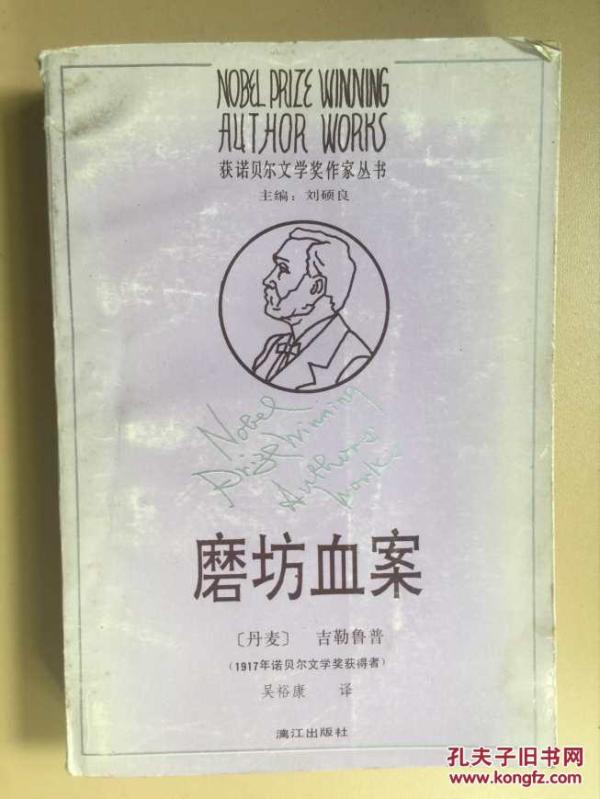 NOBEL PRIZE WINNING
AUTHOR WORKS
获诺贝尔文学奖作家丛书
主编：刘硕良
Nobel
Prize Winning
Author's
Works
磨坊血案
〔丹麦〕 吉勒鲁普
（1917年诺贝尔文学奖获得者）
吴裕康 译
漓江出版社
孔夫子旧书网
www.kongfz.com